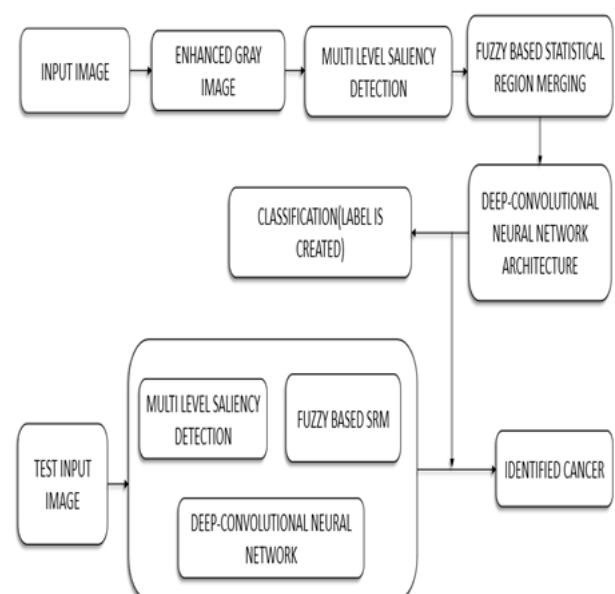 INPUT IMAGE
ENHANCED GRAY
IMAGE
MULTI LEVEL SALIENCY
DETECTION
FUZZY BASED STATISTICAL
REGION MERGING
CLASSIFICATION(LABEL IS
CREATED)
DEEP-CONVOLUTIONAL
NEURAL NETWORK
ARCHITECTURE
TEST INPUT
IMAGE
MULTI LEVEL SALIENCY
DETECTION
FUZZY BASED SRM
DEEP-CONVOLUTIONAL NEURAL
NETWORK
IDENTIFIED CANCER